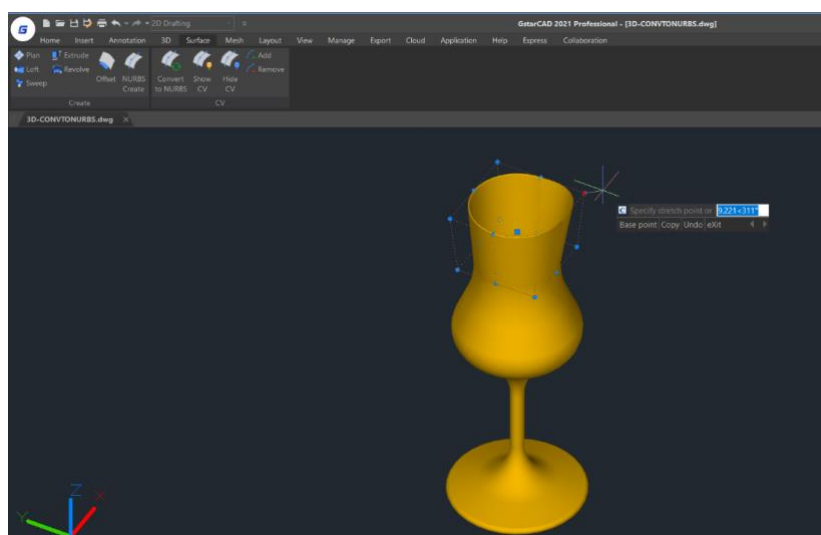 G
2D Drafting
GstarCAD 2021 Professional - [3D-CONVTONURBS.dwg]
Home Insert Annotation 3D Surface Mesh Layout View Manage Export Cloud Application Help Express Collaboration
Plan Extrude Add
Loft Revolve Remove
Sweep
Offset NURBS Create Convert to NURBS Show CV Hide CV
Create CV
3D-CONVTONURBS.dwg ×
Specify stretch point or 9.221<311°
Base point Copy Undo eXit
Z
X
Y